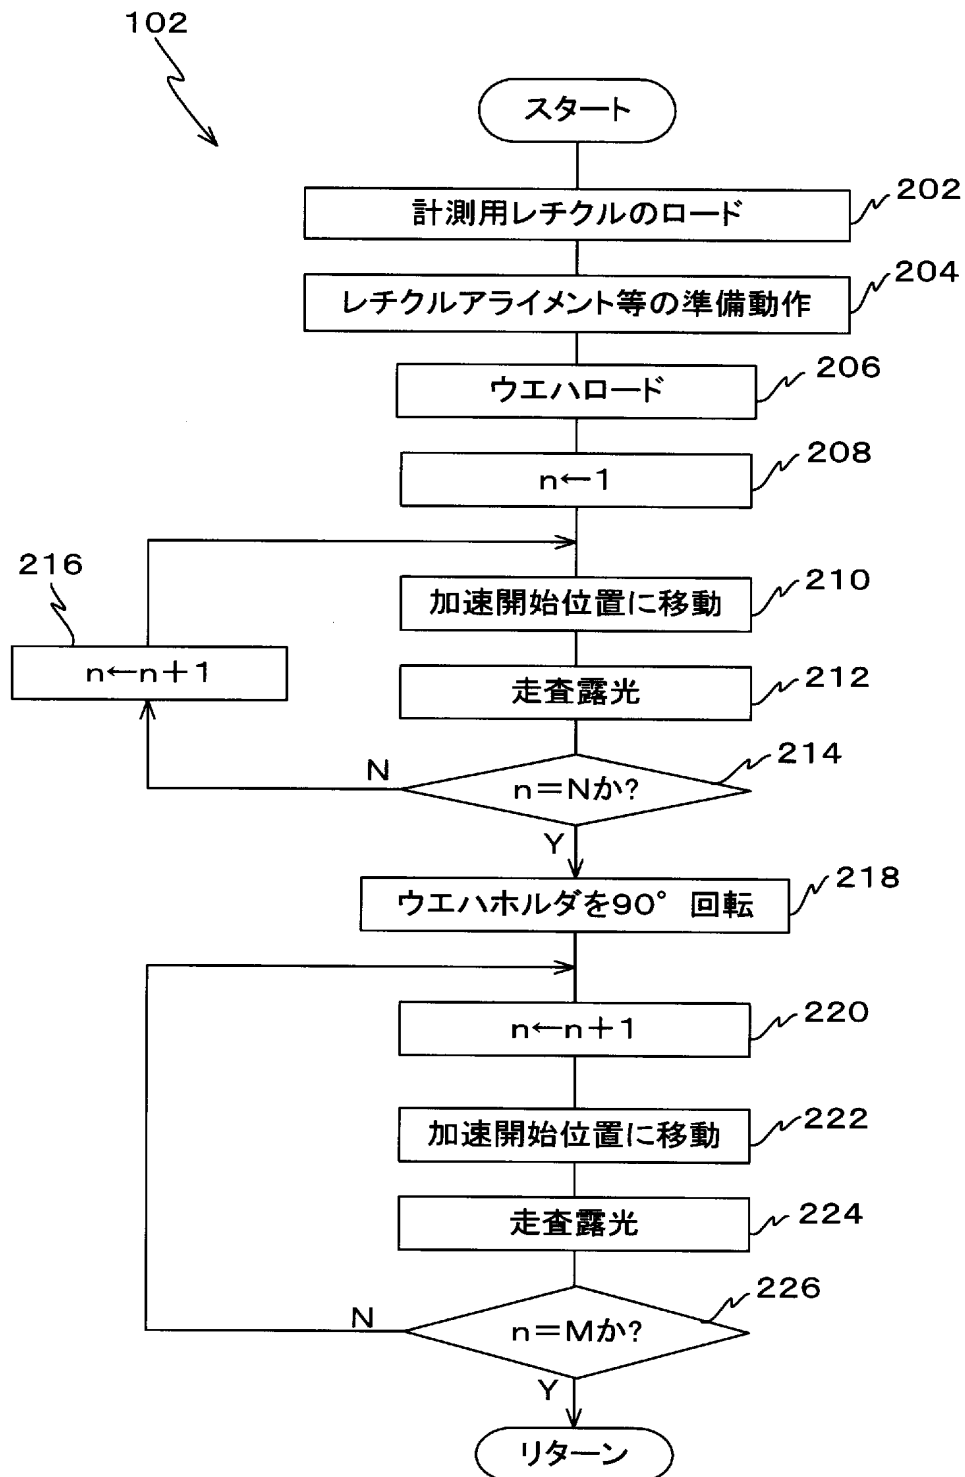 102
スタート
計測用レチクルのロード
202
レチクルアライメント等の準備動作
204
ウエハロード
206
n←1
208
216
加速開始位置に移動
210
n←n+1
走査露光
212
N
n=Nか?
214
Y
ウエハホルダを90° 回転
218
n←n+1
220
加速開始位置に移動
222
走査露光
224
N
n=Mか?
226
Y
リターン